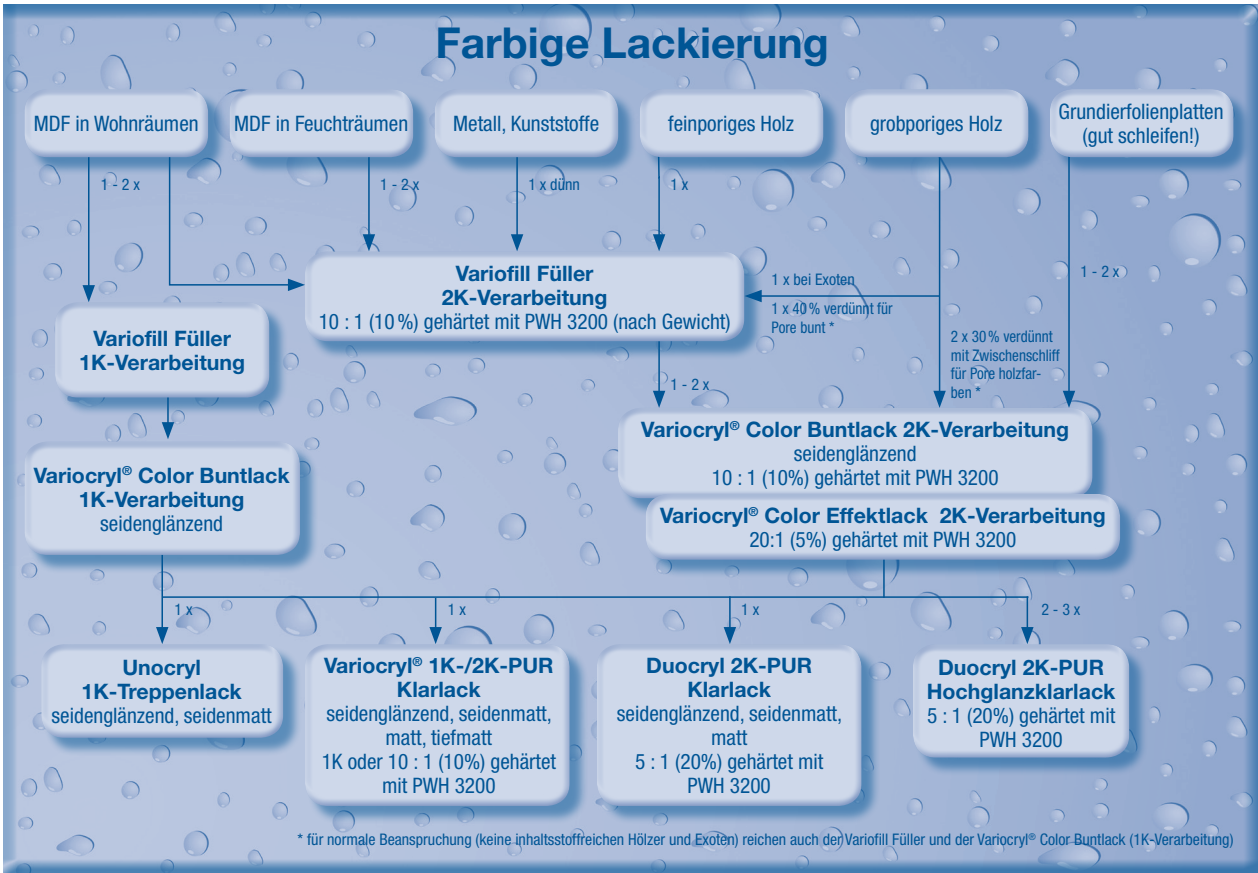 Farbige Lackierung
MDF in Wohnräumen
MDF in Feuchträumen
Metall, Kunststoffe
feinporiges Holz
grobporiges Holz
Grundierfolienplatten
(gut schleifen!)
1 - 2 x
1 - 2 x
1 x dünn
1 x
1 - 2 x
Variofill Füller
2K-Verarbeitung
10 : 1 (10 %) gehärtet mit PWH 3200 (nach Gewicht)
1 x bei Exoten
1 x 40 % verdünnt für
Pore bunt *
Variofill Füller
1K-Verarbeitung
2 x 30 % verdünnt
mit Zwischenschliff
für Pore holzfar-
ben *
1 - 2 x
Variocryl® Color Buntlack 2K-Verarbeitung
seidenglänzend
10 : 1 (10%) gehärtet mit PWH 3200
Variocryl® Color Buntlack
1K-Verarbeitung
seidenglänzend
Variocryl® Color Effektlack 2K-Verarbeitung
20:1 (5%) gehärtet mit PWH 3200
1 x
1 x
1 x
2 - 3 x
Unocryl
1K-Treppenlack
seidenglänzend, seidenmatt
Variocryl® 1K-/2K-PUR
Klarlack
seidenglänzend, seidenmatt,
matt, tiefmatt
1K oder 10 : 1 (10%) gehärtet
mit PWH 3200
Duocryl 2K-PUR
Klarlack
seidenglänzend, seidenmatt,
matt
5 : 1 (20%) gehärtet mit
PWH 3200
Duocryl 2K-PUR
Hochglanzklarlack
5 : 1 (20%) gehärtet mit
PWH 3200
* für normale Beanspruchung (keine inhaltsstoffreichen Hölzer und Exoten) reichen auch der Variofill Füller und der Variocryl® Color Buntlack (1K-Verarbeitung)